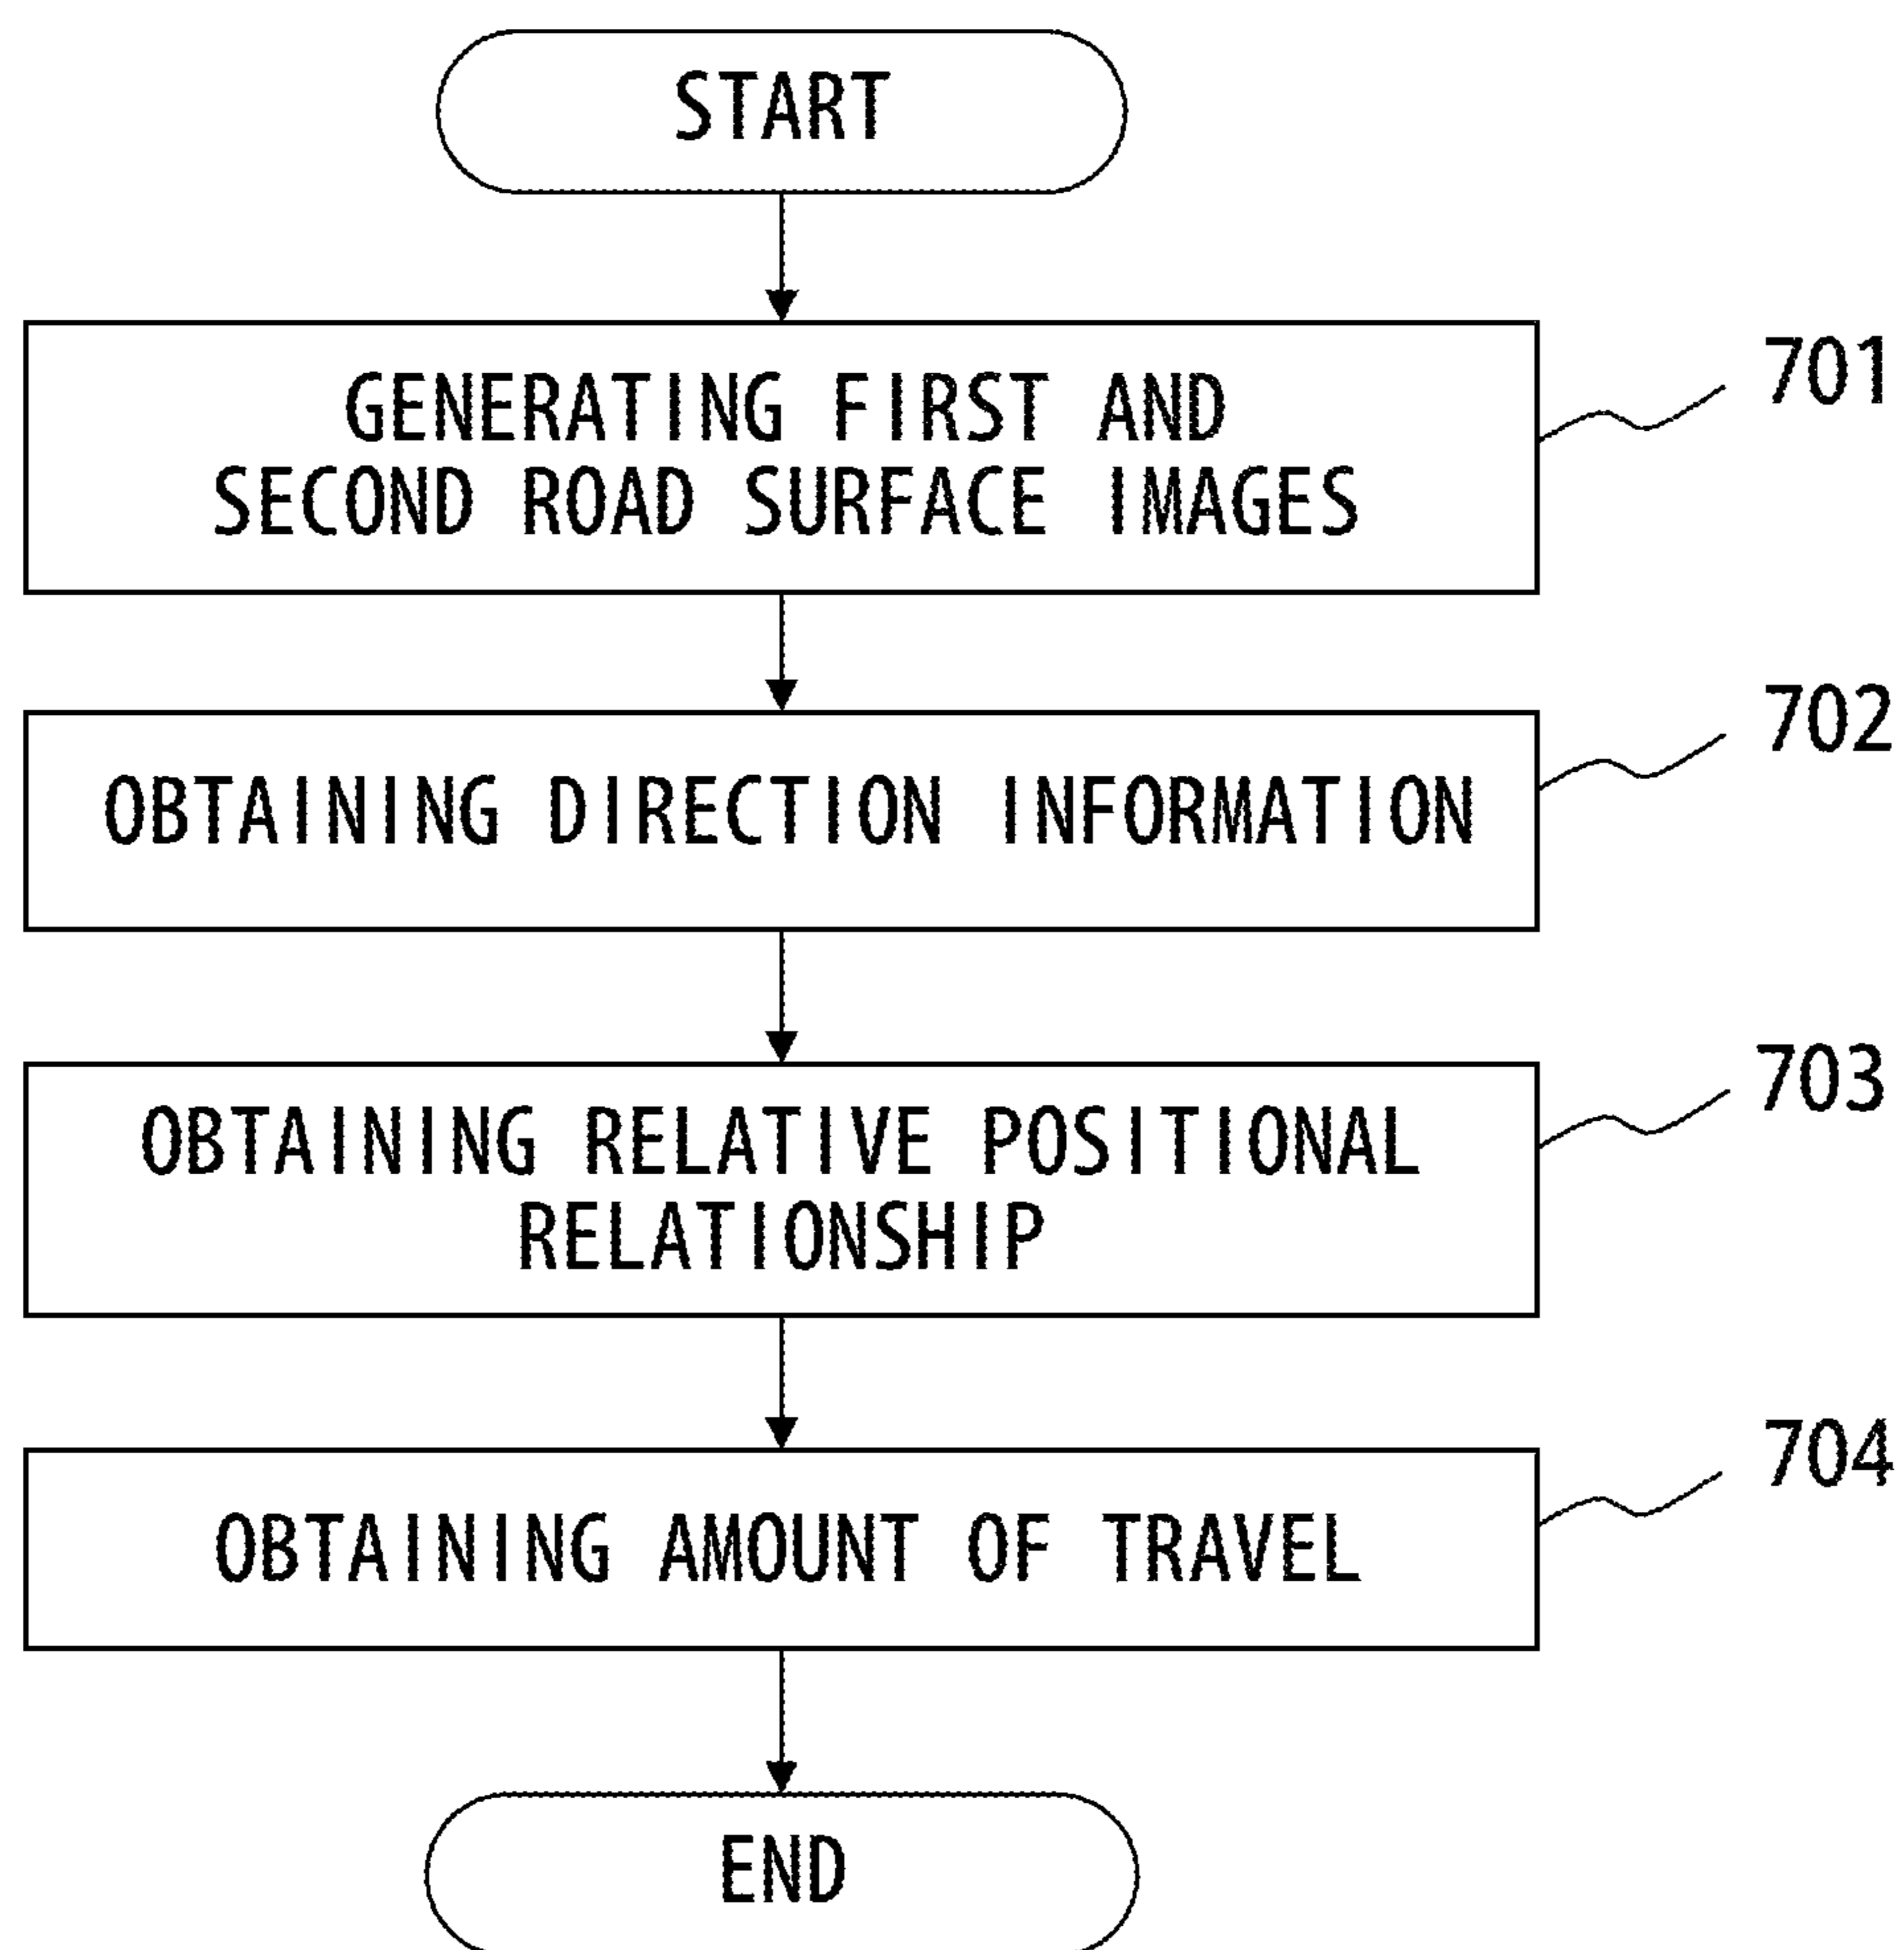 START
GENERATING FIRST AND
SECOND ROAD SURFACE IMAGES
701
OBTAINING DIRECTION INFORMATION
702
OBTAINING RELATIVE POSITIONAL
RELATIONSHIP
703
OBTAINING AMOUNT OF TRAVEL
704
END